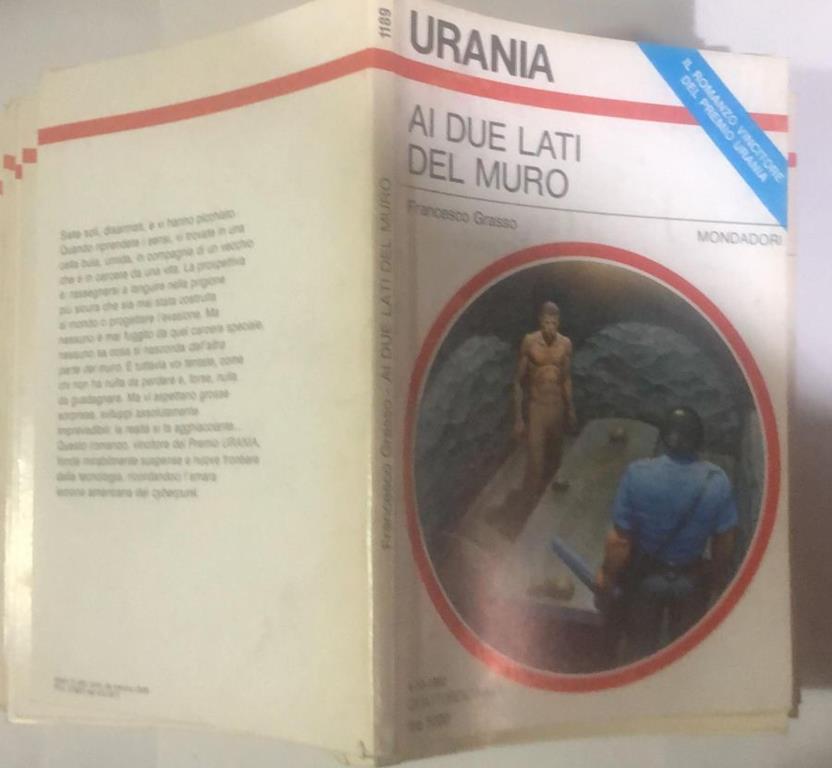 Siete soli, disarmati, e vi hanno picchiato.
Quando riprendete i sensi, vi trovate in una
cella buia, umida, in compagnia di un vecchio
che è in carcere da una vita. La prospettiva
è: rassegnarsi a languire nella prigione
più sicura che sia mai stata costruita
al mondo o progettare l'evasione. Ma
nessuno è mai fuggito da quel carcere speciale,
nessuno sa cosa si nasconda dall'altra
parte del muro. E tuttavia voi tentate, come
chi non ha nulla da perdere e, forse, nulla
da guadagnare. Ma vi aspettano grosse
sorprese, sviluppi assolutamente
imprevedibili: la realtà si fa agghiacciante...
Questo romanzo, vincitore del Premio URANIA,
fonde mirabilmente suspense e nuove frontiere
della tecnologia, ricordandoci l'amara
lezione americana del cyberpunk.
1189
Francesco Grasso - AI DUE LATI DEL MURO
URANIA
IL ROMANZO VINCITORE
DEL PREMIO URANIA
AI DUE LATI
DEL MURO
Francesco Grasso
MONDADORI